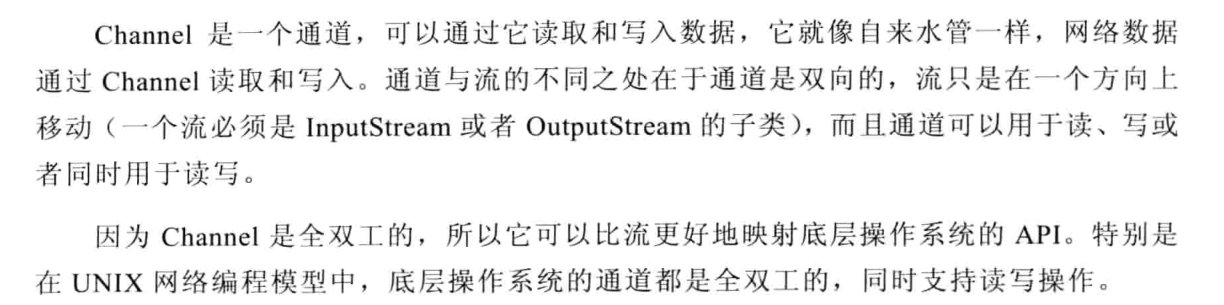 Channel 是一个通道，可以通过它读取和写入数据，它就像自来水管一样，网络数据
通过 Channel 读取和写入。通道与流的不同之处在于通道是双向的，流只是在一个方向上
移动（一个流必须是 InputStream 或者 OutputStream 的子类），而且通道可以用于读、写或
者同时用于读写。
因为 Channel 是全双工的，所以它可以比流更好地映射底层操作系统的 API。特别是
在 UNIX 网络编程模型中，底层操作系统的通道都是全双工的，同时支持读写操作。